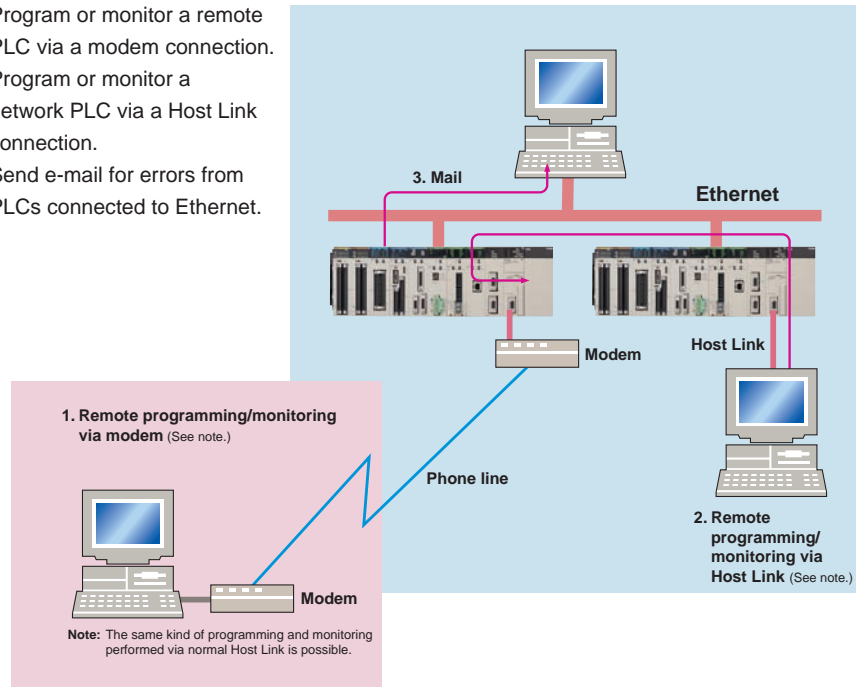 Program or monitor a remote
PLC via a modem connection.
Program or monitor a
network PLC via a Host Link
connection.
Send e-mail for errors from
PLCs connected to Ethernet.
3. Mail
Ethernet
Modem
Host Link
1. Remote programming/monitoring
via modem (See note.)
Phone line
2. Remote
programming/
monitoring via
Host Link (See note.)
Modem
Note: The same kind of programming and monitoring
performed via normal Host Link is possible.